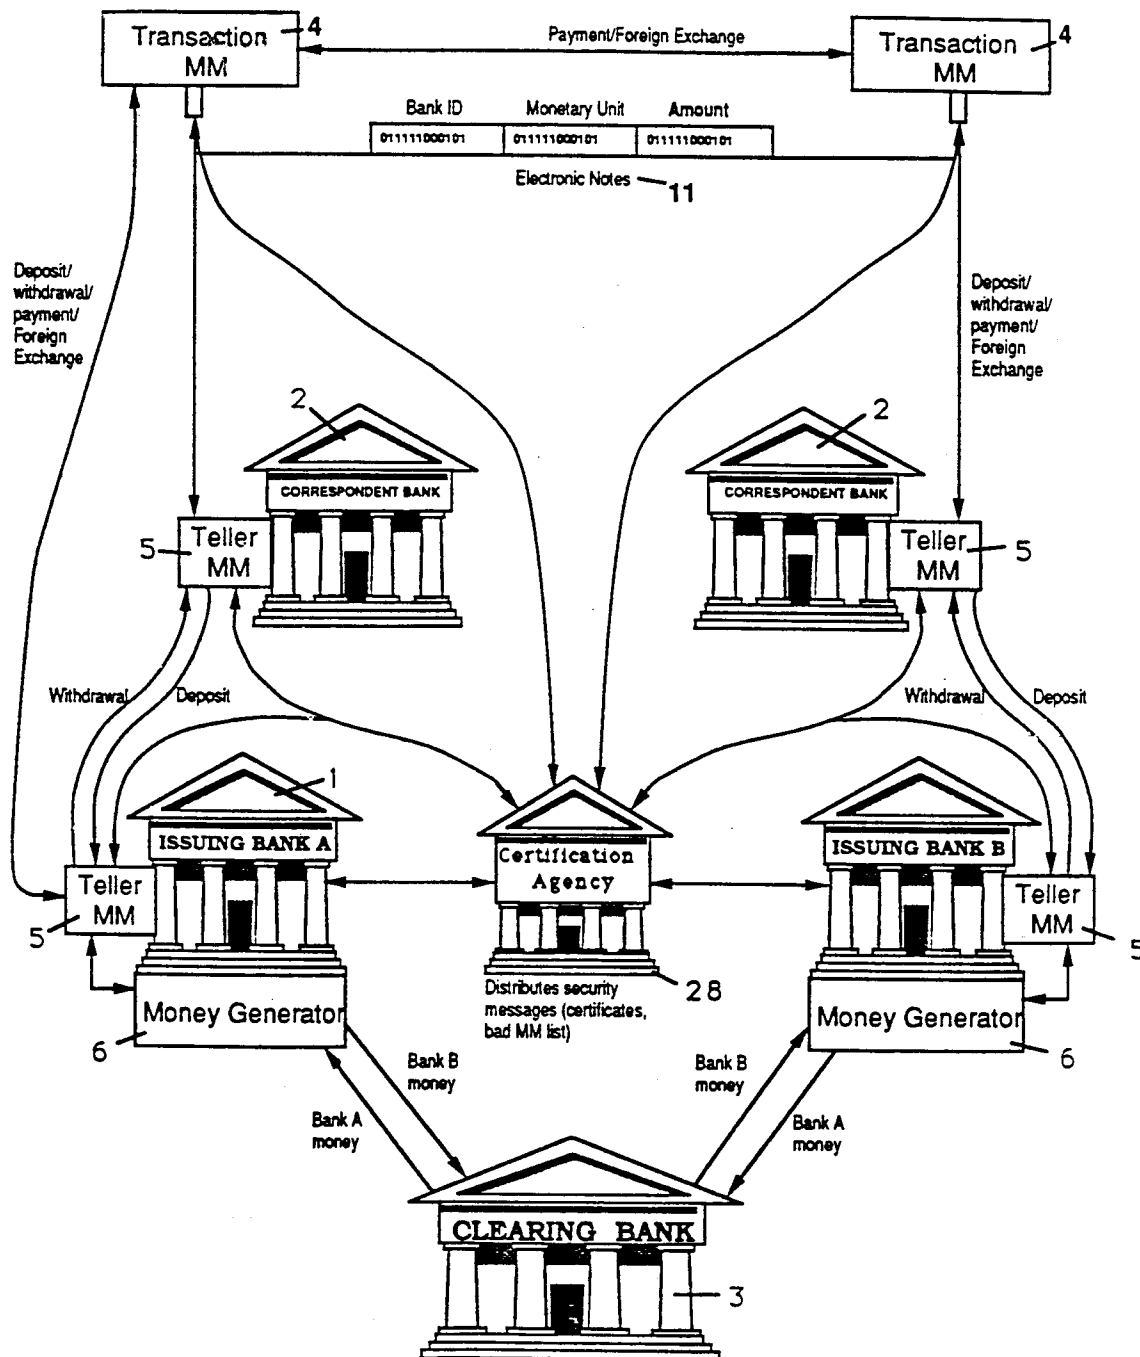 Transaction
MM
4
Payment/Foreign Exchange
Transaction
MM
4
Bank ID
Monetary Unit
Amount
011111000101
011111000101
011111000101
Electronic Notes
11
Deposit/
withdrawal/
payment/
Foreign
Exchange
Deposit/
withdrawal/
payment/
Foreign
Exchange
2
CORRESPONDENT BANK
Teller
MM
5
2
CORRESPONDENT BANK
Teller
MM
5
Withdrawal
Deposit
Withdrawal
Deposit
1
ISSUING BANK A
Teller
MM
5
Certification
Agency
ISSUING BANK B
Teller
MM
5
28
Distributes security
messages (certificates,
bad MM list)
Money Generator
6
Money Generator
6
Bank B
money
Bank A
money
Bank B
money
Bank A
money
CLEARING BANK
3